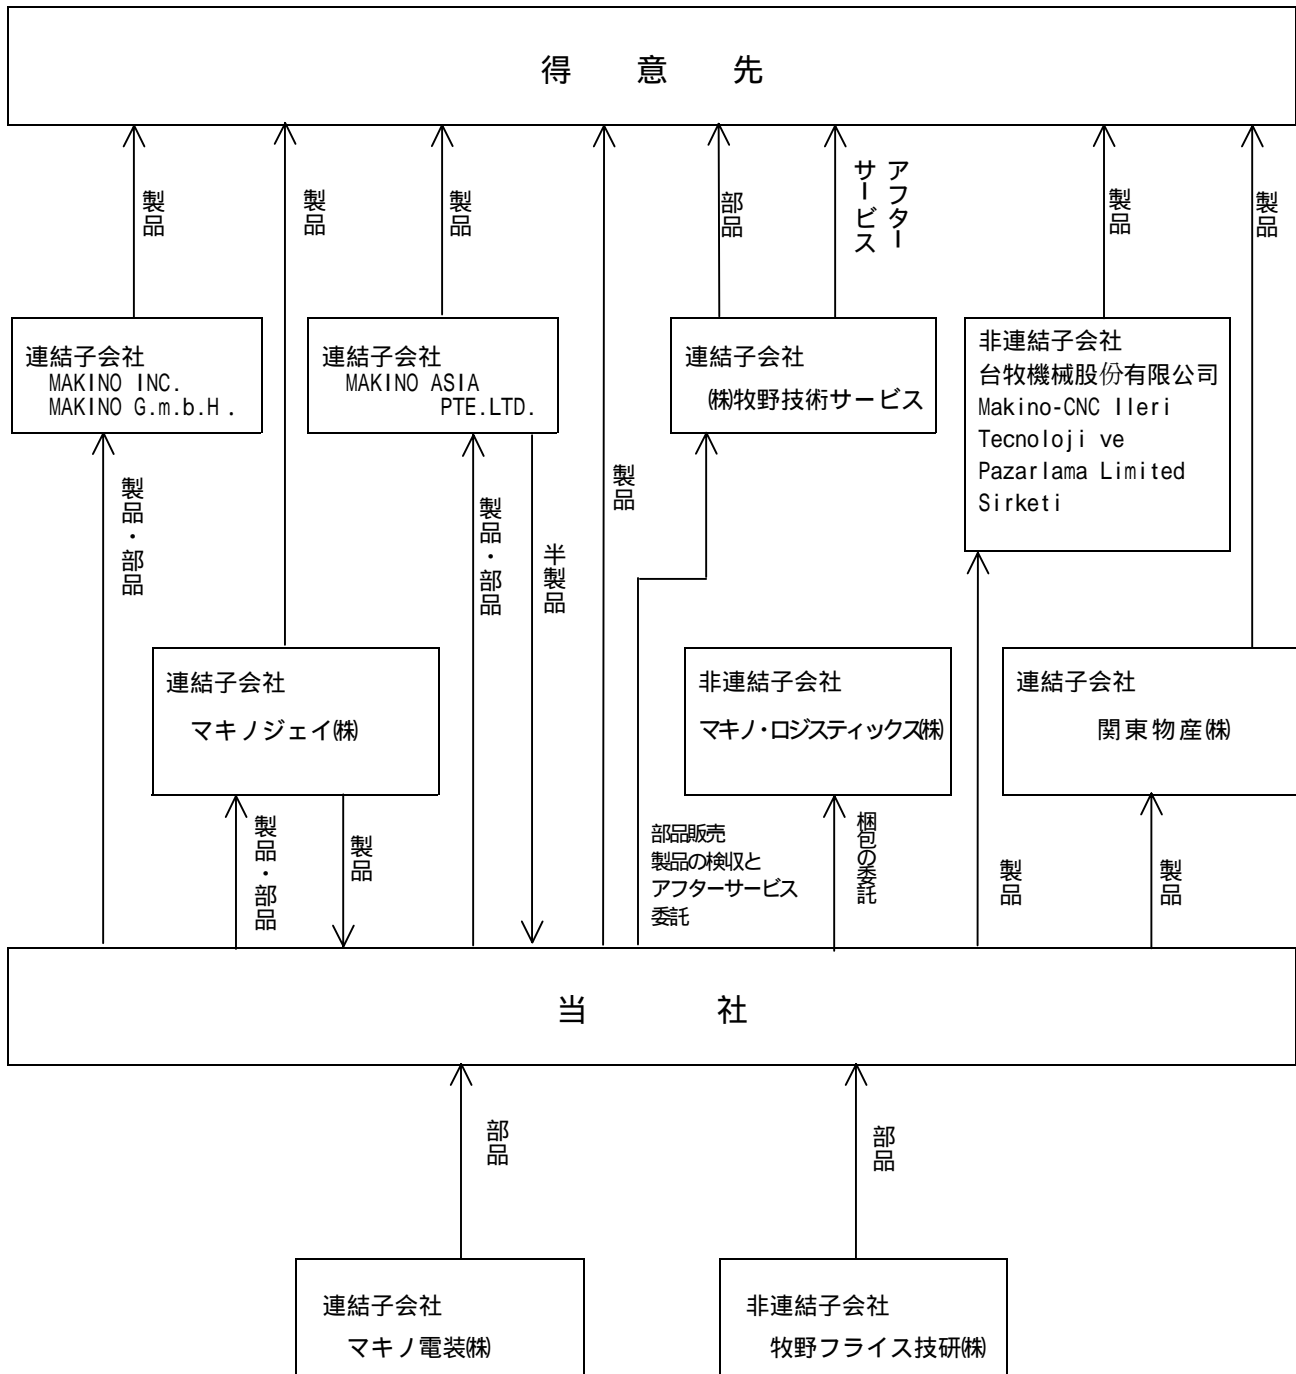 得意先
製品
製品
製品
部品
アフター
サービス
製品
製品
連結子会社
MAKINO INC.
MAKINO G.m.b.H.
連結子会社
MAKINO ASIA
PTE.LTD.
製品
連結子会社
㈱牧野技術サービス
非連結子会社
台牧機械股份有限公司
Makino-CNC Ileri
Tecnoloji ve
Pazarlama Limited
Sirketi
製品・部品
製品・部品
半製品
連結子会社
マキノジェイ㈱
非連結子会社
マキノ・ロジスティックス㈱
連結子会社
関東物産㈱
製品・部品
製品
部品販売
製品の検収と
アフターサービス
委託
梱包の委託
製品
製品
当社
部品
部品
連結子会社
マキノ電装㈱
非連結子会社
牧野フライス技研㈱